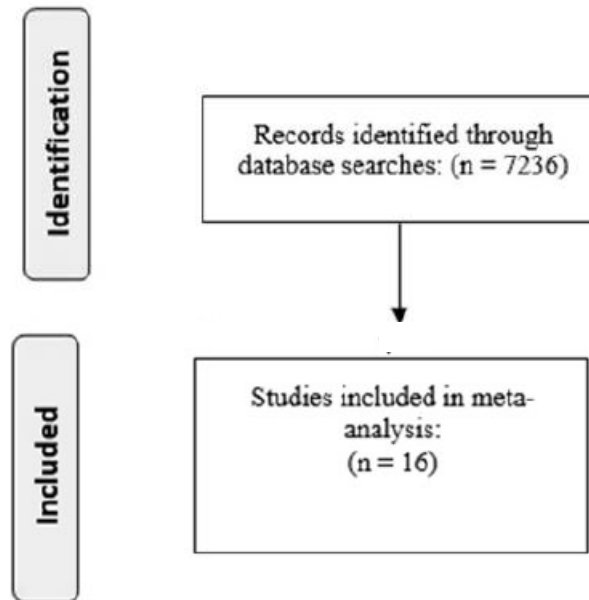 Identification
Records identified through
database searches: (n = 7236)
Included
Studies included in meta-
analysis:
(n = 16)